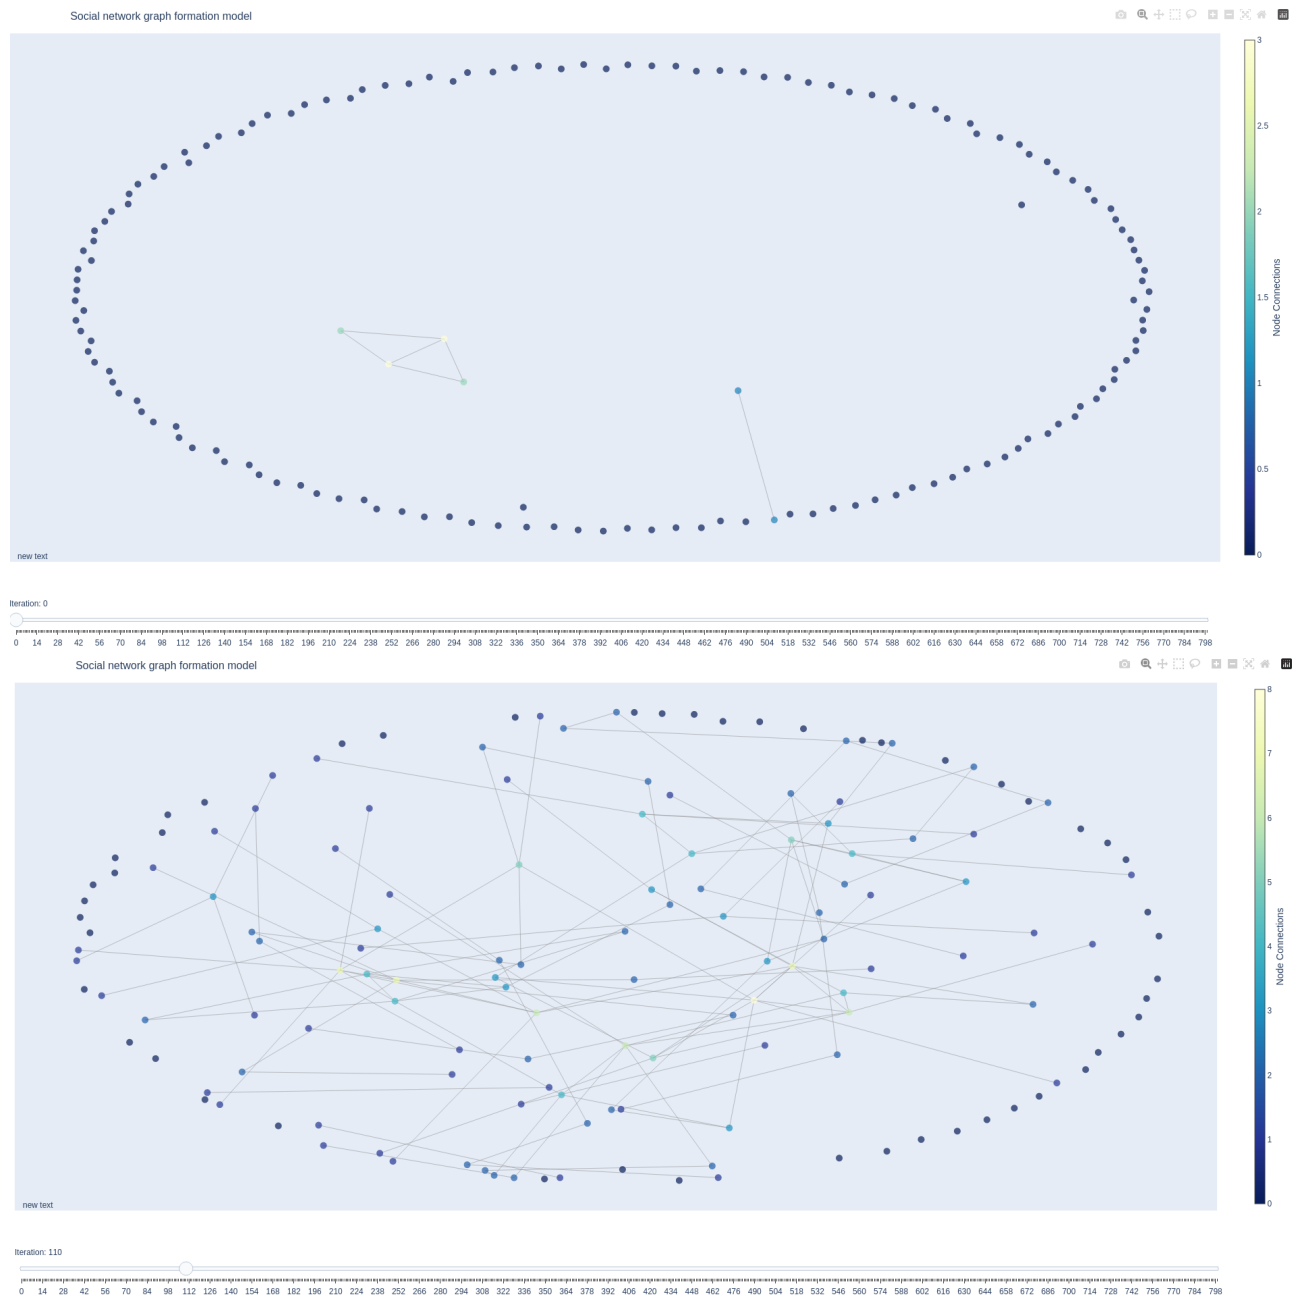 Social network graph formation model
3
2.5
2
1.5
1
0.5
0
Node Connections
new text
Iteration: 0
0 14 28 42 56 70 84 98 112 126 140 154 168 182 196 210 224 238 252 266 280 294 308 322 336 350 364 378 392 406 420 434 448 462 476 490 504 518 532 546 560 574 588 602 616 630 644 658 672 686 700 714 728 742 756 770 784 798
Social network graph formation model
8
7
6
5
4
3
2
1
0
Node Connections
new text
Iteration: 110
0 14 28 42 56 70 84 98 112 126 140 154 168 182 196 210 224 238 252 266 280 294 308 322 336 350 364 378 392 406 420 434 448 462 476 490 504 518 532 546 560 574 588 602 616 630 644 658 672 686 700 714 728 742 756 770 784 798